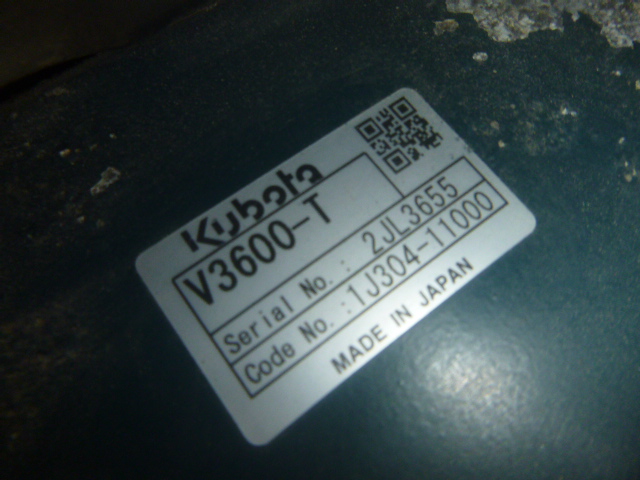 Kubota
V3600-T
Serial No. : 2JL3655
Code No. :1J304-11000
MADE IN JAPAN